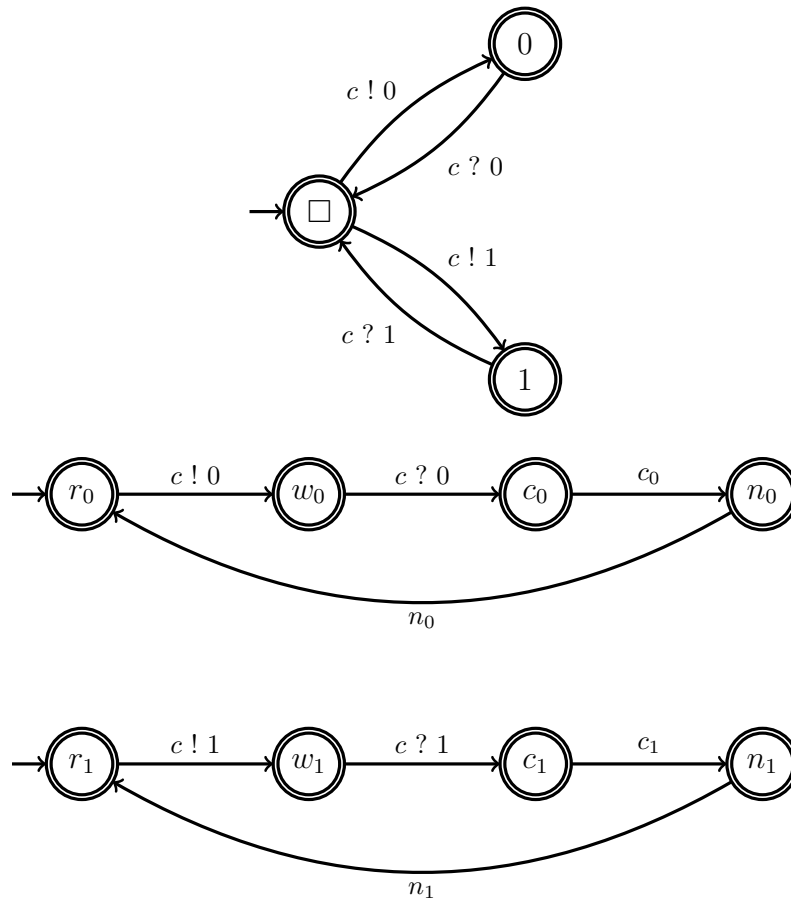 0
c ! 0
c ? 0
□
c ! 1
c ? 1
1
r₀ c ! 0 w₀ c ? 0 c₀ c₀ n₀
n₀
r₁ c ! 1 w₁ c ? 1 c₁ c₁ n₁
n₁